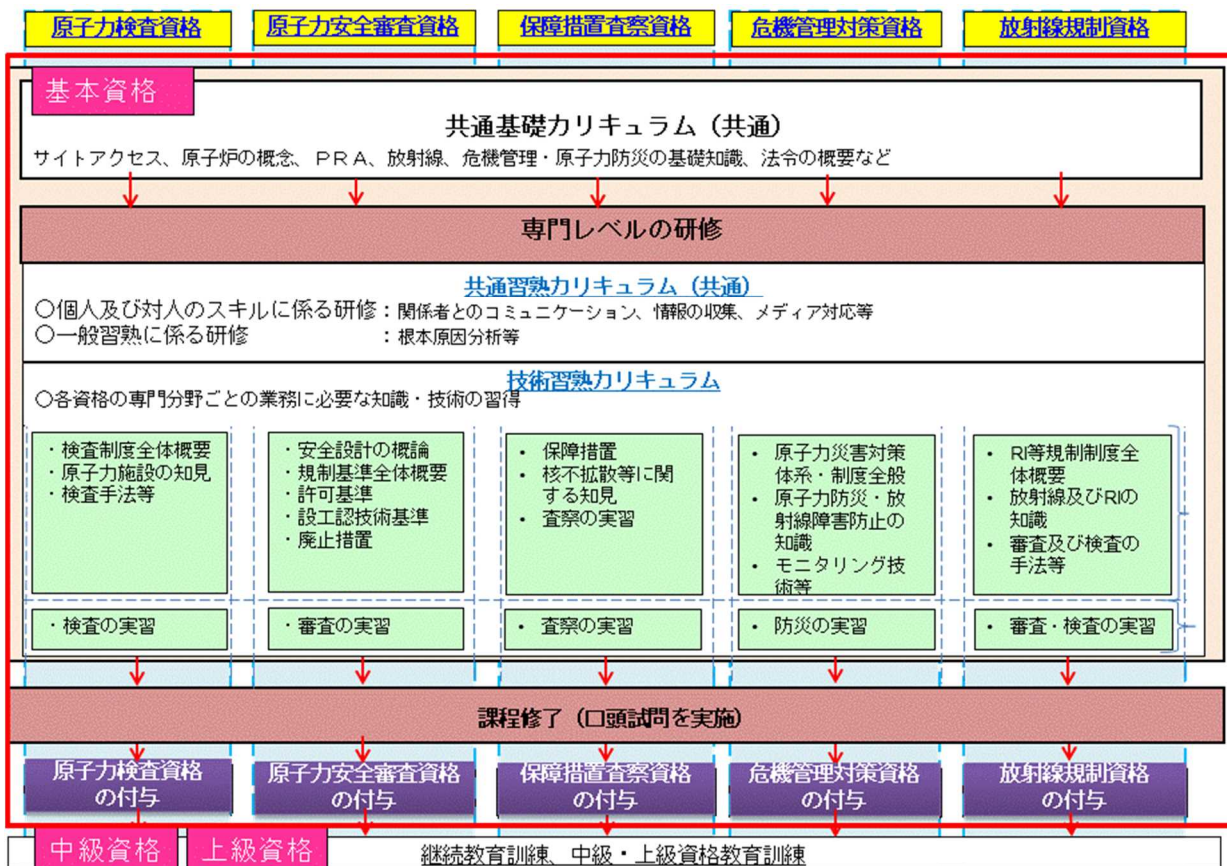 原子力検査資格
原子力安全審査資格
保障措置査察資格
危機管理対策資格
放射線規制資格
基本資格
共通基礎カリキュラム（共通）
サイトアクセス、原子炉の概念、ＰＲＡ、放射線、危機管理・原子力防災の基礎知識、法令の概要など
専門レベルの研修
共通習熟カリキュラム（共通）
○個人及び対人のスキルに係る研修：関係者とのコミュニケーション、情報の収集、メディア対応等
○一般習熟に係る研修　　　　　　：根本原因分析等
技術習熟カリキュラム
○各資格の専門分野ごとの業務に必要な知識・技術の習得
・検査制度全体概要
・原子力施設の知見
・検査手法等
・安全設計の概論
・規制基準全体概要
・許可基準
・設工認技術基準
・廃止措置
• 保障措置
• 核不拡散等に関
する知見
• 査察の実習
• 原子力災害対策
体系・制度全般
• 原子力防災・放
射線障害防止の
知識
• モニタリング技
術等
• RI等規制制度全
体概要
• 放射線及びRIの
知識
• 審査及び検査の
手法等
・検査の実習
・審査の実習
• 査察の実習
• 防災の実習
• 審査・検査の実習
課程修了（口頭試問を実施）
原子力検査資格
の付与
原子力安全審査資格
の付与
保障措置査察資格
の付与
危機管理対策資格
の付与
放射線規制資格
の付与
中級資格
上級資格
継続教育訓練、中級・上級資格教育訓練